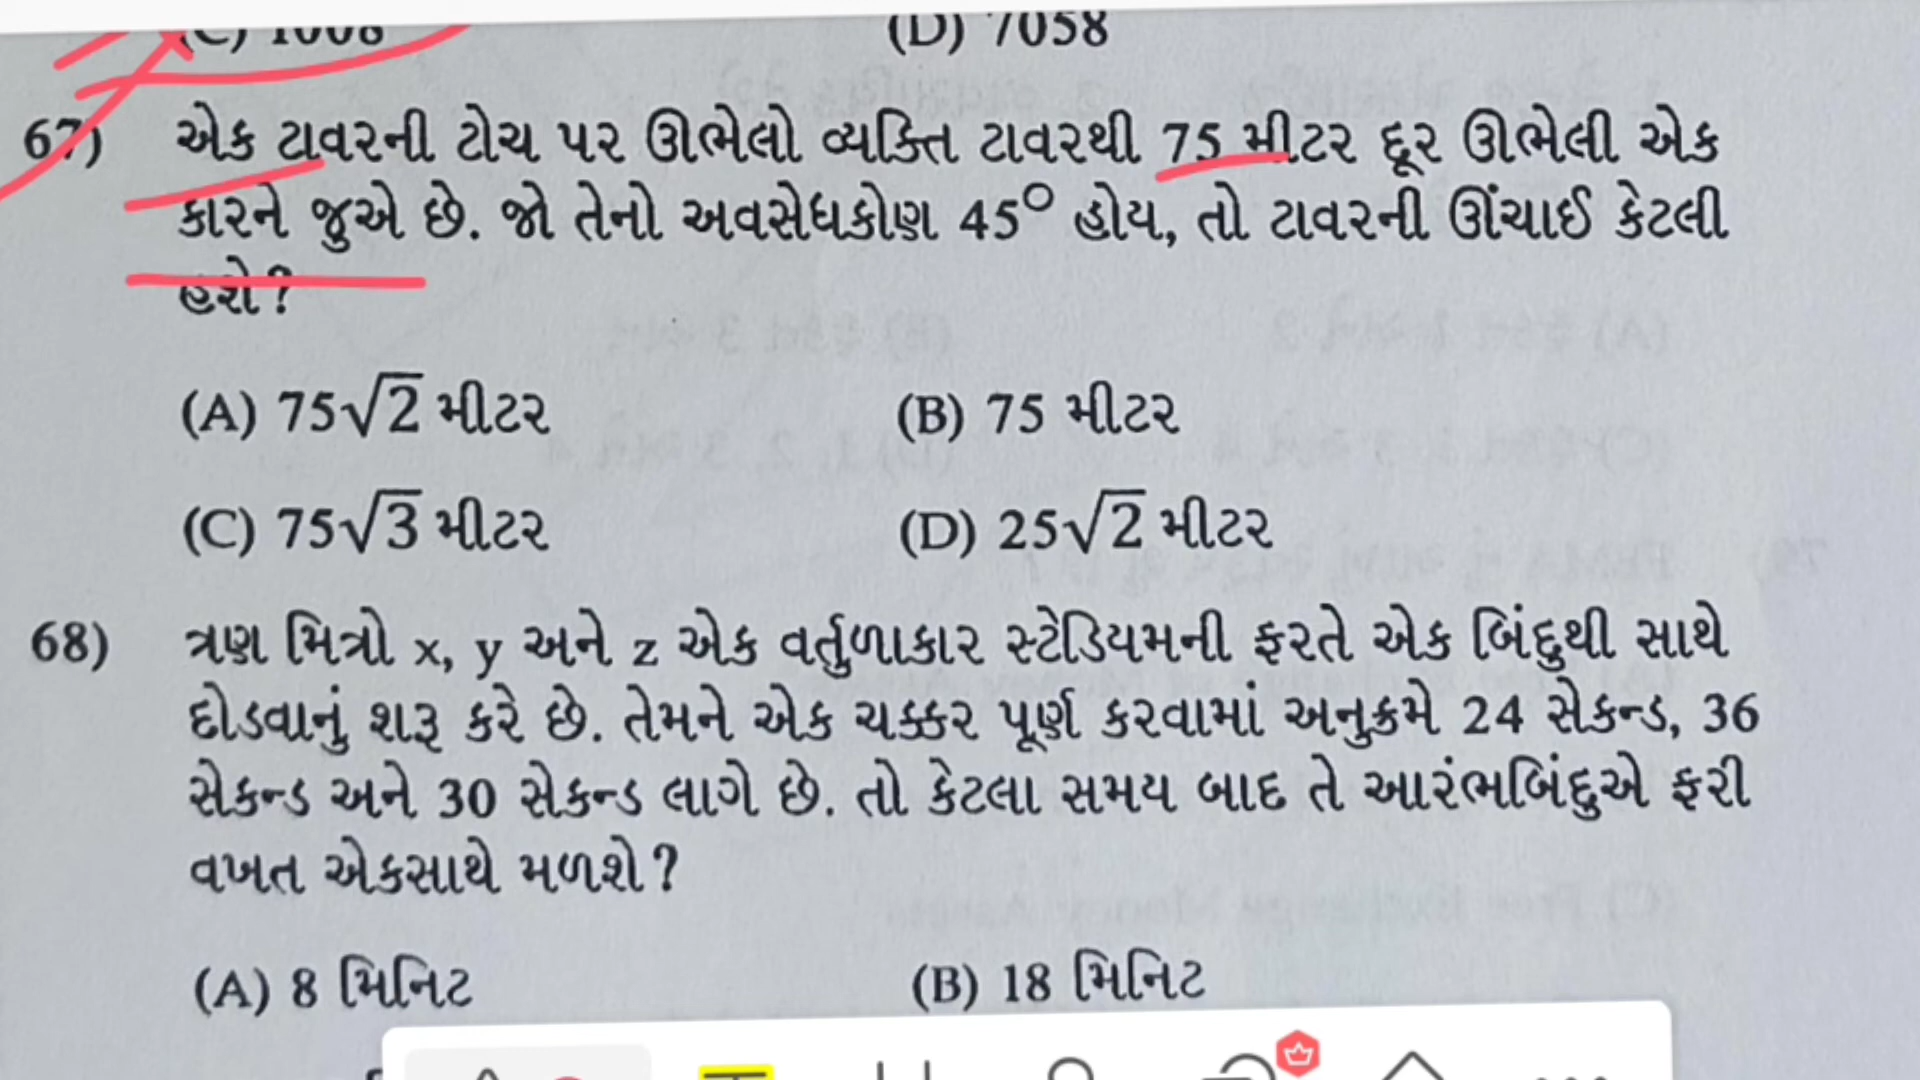 (C) 1008 (D) 7058
67) એક ટાવરની ટોચ પર ઊભેલો વ્યક્તિ ટાવરથી 75 મીટર દૂર ઊભેલી એક
કારને જુએ છે. જો તેનો અવસેધકોણ 45° હોય, તો ટાવરની ઊંચાઈ કેટલી
હશે ?
(A) 75√2 મીટર (B) 75 મીટર
(C) 75√3 મીટર (D) 25√2 મીટર
68) ત્રણ મિત્રો x, y અને z એક વર્તુળાકાર સ્ટેડિયમની ફરતે એક બિંદુથી સાથે
દોડવાનું શરૂ કરે છે. તેમને એક ચક્કર પૂર્ણ કરવામાં અનુક્રમે 24 સેકન્ડ, 36
સેકન્ડ અને 30 સેકન્ડ લાગે છે. તો કેટલા સમય બાદ તે આરંભબિંદુએ ફરી
વખત એકસાથે મળશે ?
(A) 8 મિનિટ (B) 18 મિનિટ